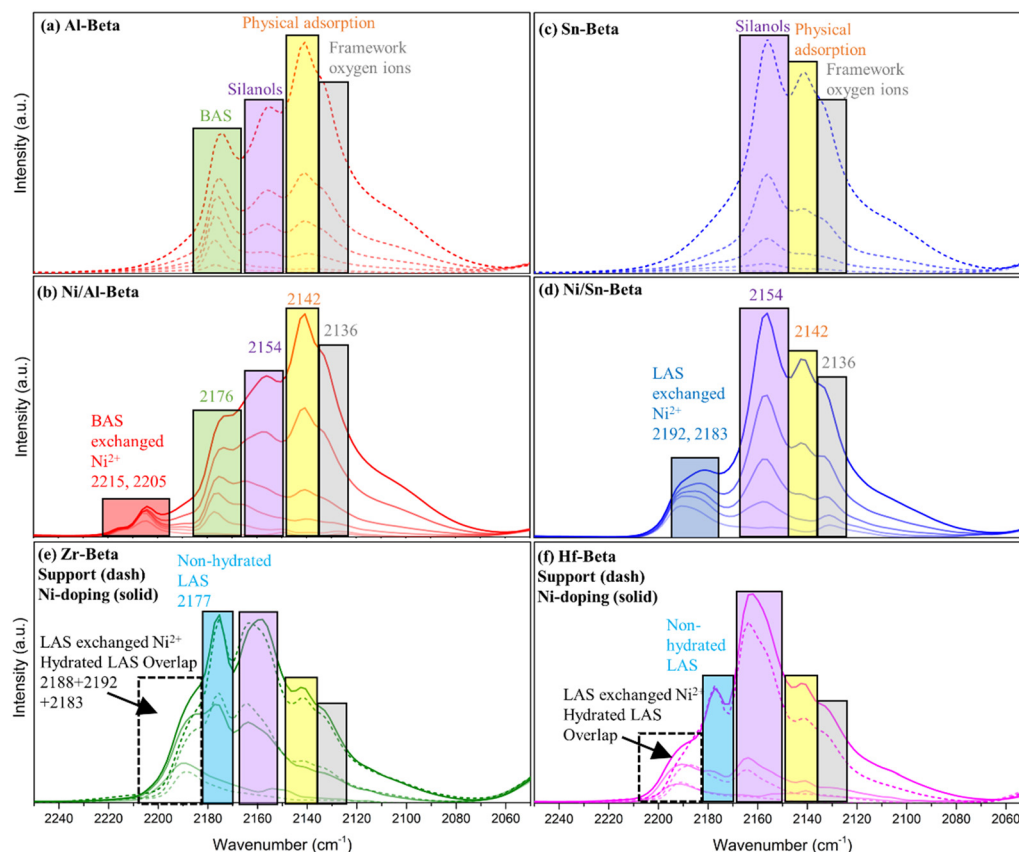 (a) Al-Beta
Physical adsorption
Framework
oxygen ions
Silanols
BAS
Intensity (a.u.)
(c) Sn-Beta
Silanols
Physical
adsorption
Framework
oxygen ions
(b) Ni/Al-Beta
2142
2136
2154
2176
BAS
exchanged
Ni²⁺
2215, 2205
Intensity (a.u.)
(d) Ni/Sn-Beta
2154
2142
2136
LAS
exchanged
Ni²⁺
2192, 2183
(e) Zr-Beta
Support (dash)
Ni-doping (solid)
Non-hydrated
LAS
2177
LAS exchanged Ni²⁺
Hydrated LAS Overlap
2188+2192
+2183
Intensity (a.u.)
2240 2220 2200 2180 2160 2140 2120 2100 2080 2060
Wavenumber (cm⁻¹)
(f) Hf-Beta
Support (dash)
Ni-doping (solid)
Non-
hydrated
LAS
LAS exchanged Ni²⁺
Hydrated LAS
Overlap
2240 2220 2200 2180 2160 2140 2120 2100 2080 2060
Wavenumber (cm⁻¹)